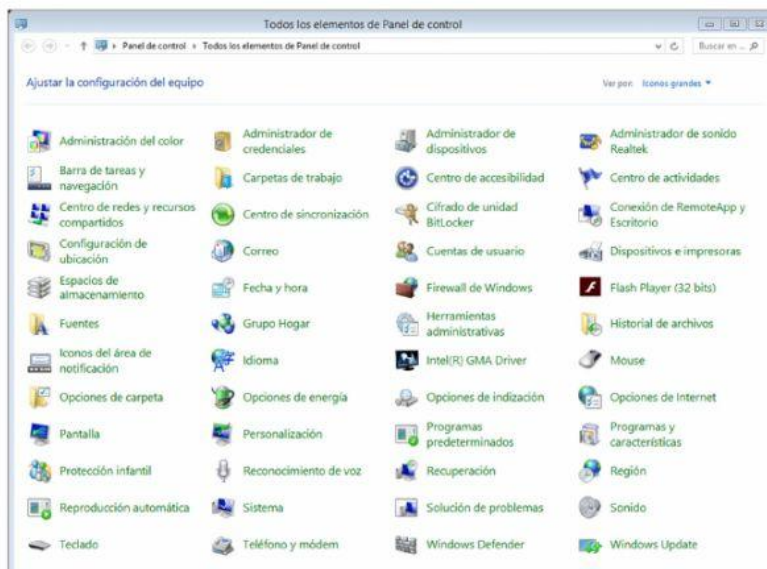 Todos los elementos de Panel de control
Panel de control Todos los elementos de Panel de control
Buscar en ...
Ajustar la configuración del equipo
Ver por: Iconos grandes
Administración del color
Administrador de
credenciales
Administrador de
dispositivos
Administrador de sonido
Realtek
Barra de tareas y
navegación
Carpetas de trabajo
Centro de accesibilidad
Centro de actividades
Centro de redes y recursos
compartidos
Centro de sincronización
Cifrado de unidad
BitLocker
Conexión de RemoteApp y
Escritorio
Configuración de
ubicación
Correo
Cuentas de usuario
Dispositivos e impresoras
Espacios de
almacenamiento
Fecha y hora
Firewall de Windows
Flash Player (32 bits)
Fuentes
Grupo Hogar
Herramientas
administrativas
Historial de archivos
Iconos del área de
notificación
Idioma
Intel(R) GMA Driver
Mouse
Opciones de carpeta
Opciones de energía
Opciones de indización
Opciones de Internet
Pantalla
Personalización
Programas
predeterminados
Programas y
características
Protección infantil
Reconocimiento de voz
Recuperación
Región
Reproducción automática
Sistema
Solución de problemas
Sonido
Teclado
Teléfono y módem
Windows Defender
Windows Update